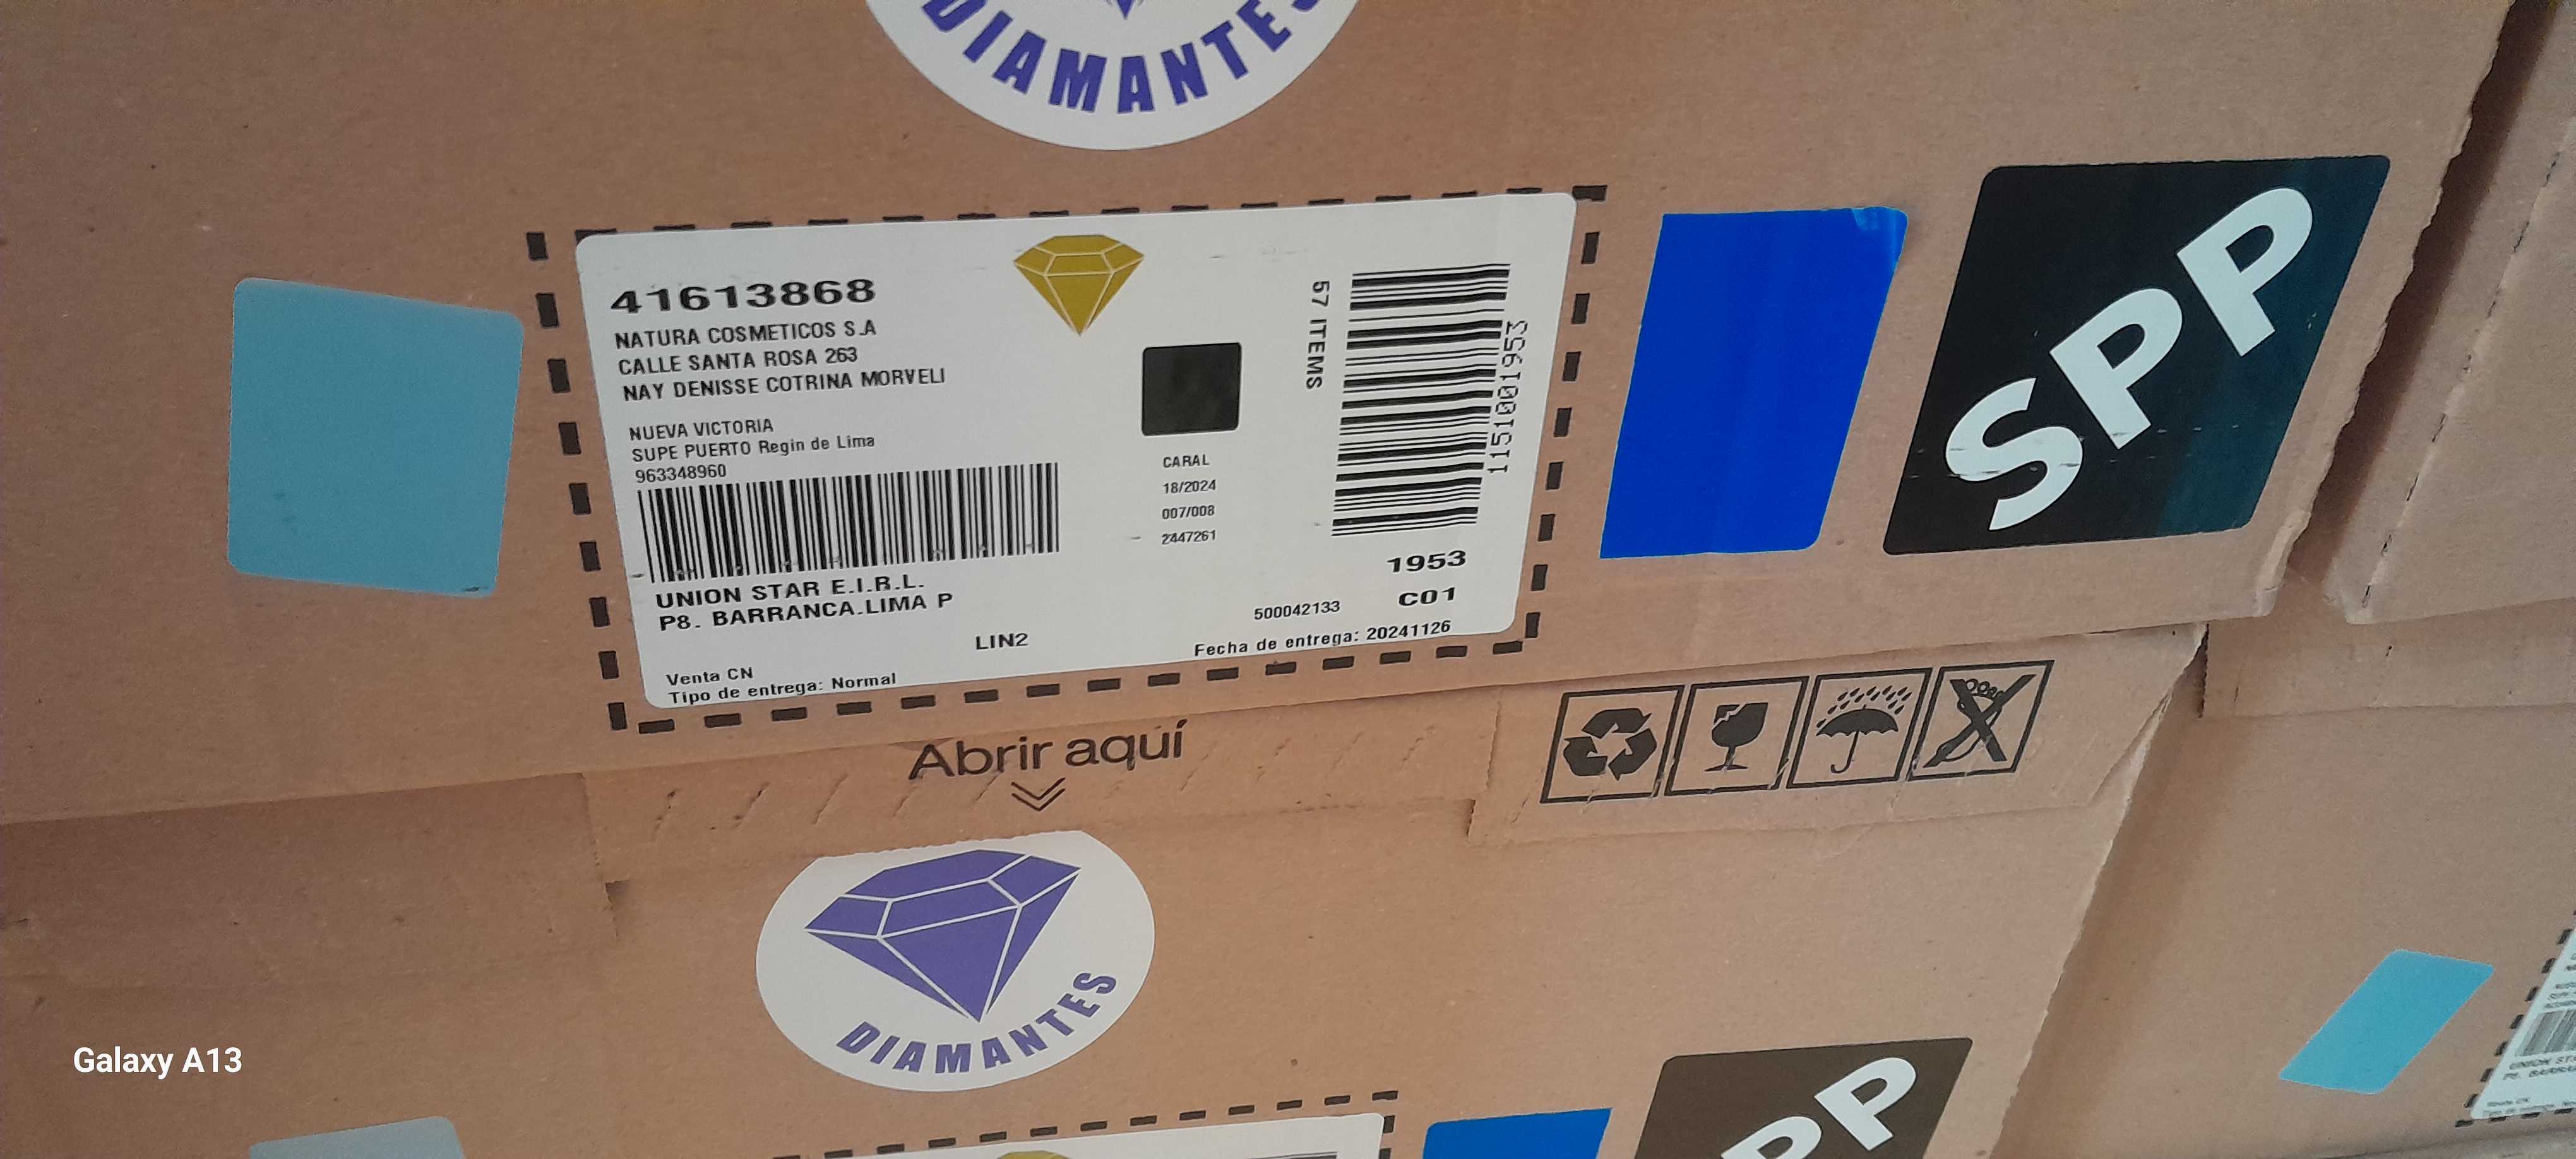 DIAMANTES
41613868
NATURA COSMETICOS S.A
CALLE SANTA ROSA 263
NAY DENISSE COTRINA MORVELI
NUEVA VICTORIA
SUPE PUERTO Regin de Lima
963348960
UNION STAR E.I.R.L.
P8. BARRANCA.LIMA P
LIN2
Venta CN
Tipo de entrega: Normal
CARAL
18/2024
007/008
2447261
57 ITEMS
1151001953
1953
C01
500042133
Fecha de entrega: 20241126
SPP
Abrir aquí
DIAMANTES
PP
Galaxy A13